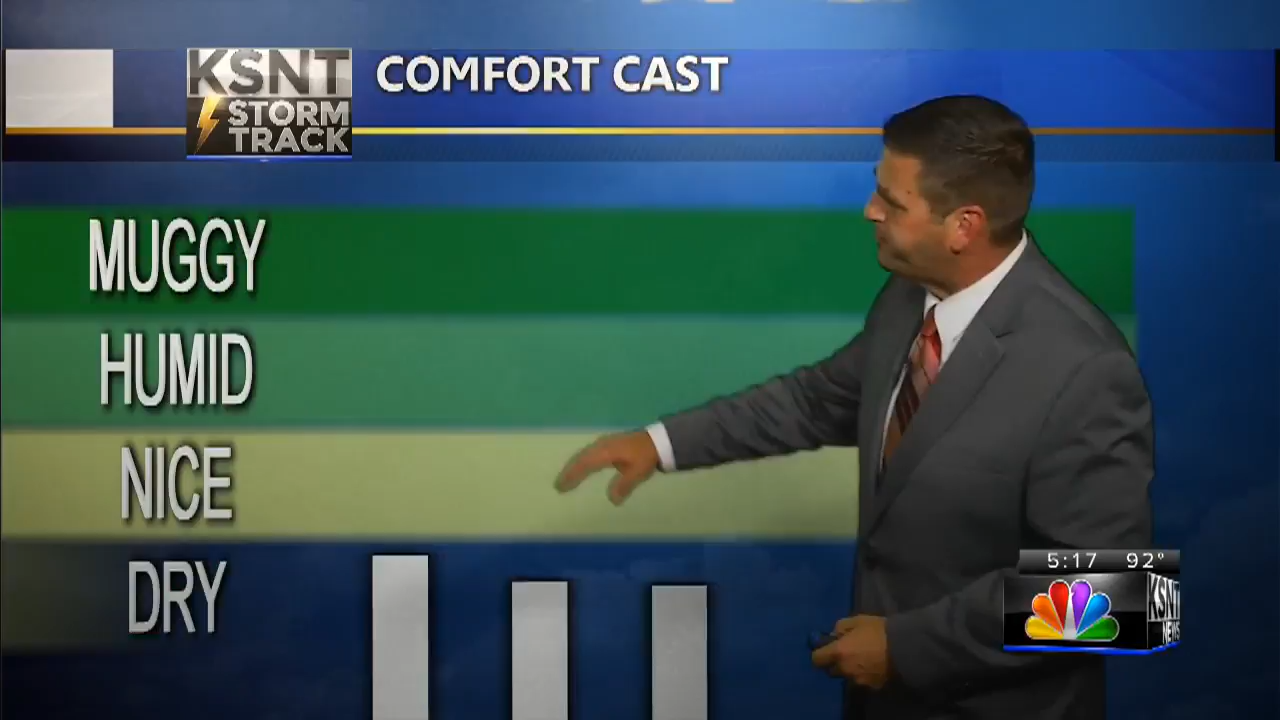 KSNT
STORM
TRACK
COMFORT CAST
MUGGY
HUMID
NICE
DRY
5:17 92°
KSNT
NEWS